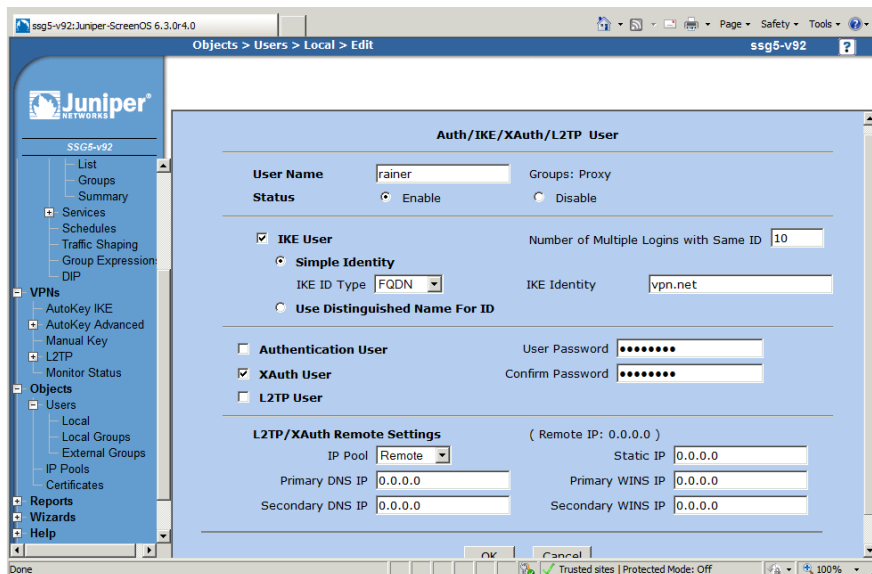 ssg5-v92:Juniper-ScreenOS 6.3.0r4.0
Page
Safety
Tools
Objects > Users > Local > Edit
ssg5-v92
?
Juniper®
NETWORKS
SSG5-v92
List
Groups
Summary
Services
Schedules
Traffic Shaping
Group Expression
DIP
VPNs
AutoKey IKE
AutoKey Advanced
Manual Key
L2TP
Monitor Status
Objects
Users
Local
Local Groups
External Groups
IP Pools
Certificates
Reports
Wizards
Help
Auth/IKE/XAuth/L2TP User
User Name rainer Groups: Proxy
Status Enable Disable
IKE User Number of Multiple Logins with Same ID 10
Simple Identity
IKE ID Type FQDN IKE Identity vpn.net
Use Distinguished Name For ID
Authentication User User Password ••••••••
XAuth User Confirm Password ••••••••
L2TP User
L2TP/XAuth Remote Settings ( Remote IP: 0.0.0.0 )
IP Pool Remote Static IP 0.0.0.0
Primary DNS IP 0.0.0.0 Primary WINS IP 0.0.0.0
Secondary DNS IP 0.0.0.0 Secondary WINS IP 0.0.0.0
OK Cancel
Done Trusted sites | Protected Mode: Off 100%